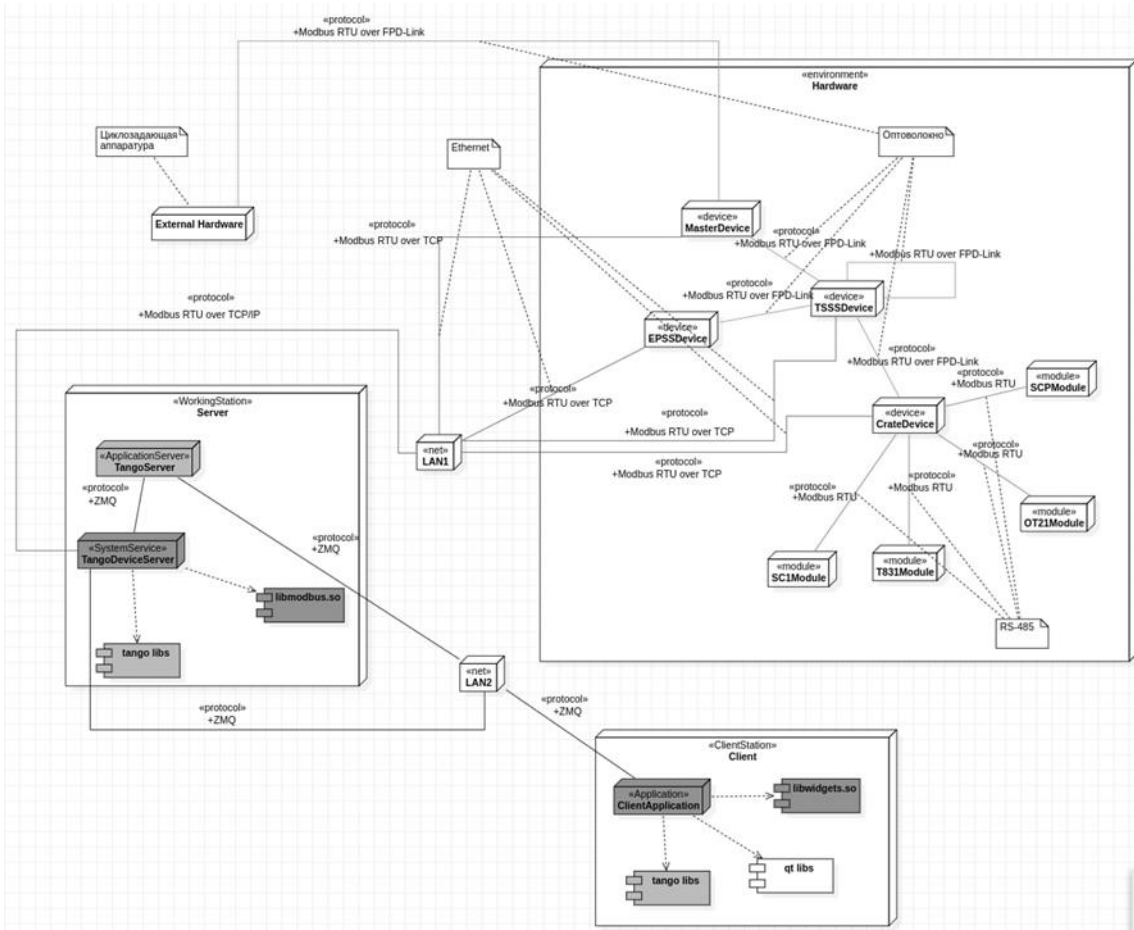 «protocol»
+Modbus RTU over FPD-Link
«environment»
Hardware
Циклозадающая
аппаратура
Ethernet
Оптоволокно
External Hardware
«device»
MasterDevice
«protocol»
+Modbus RTU over TCP
«protocol»
+Modbus RTU over FPD-Link
+Modbus RTU over FPD-Link
«protocol»
+Modbus RTU over FPD-Link
«device»
TSSSDevice
«protocol»
+Modbus RTU over TCP/IP
«device»
EPSSDevice
«protocol»
+Modbus RTU over FPD-Link
«protocol»
+Modbus RTU
«module»
SCPModule
«protocol»
+Modbus RTU over TCP
«WorkingStation»
Server
«protocol»
+Modbus RTU over TCP
«device»
CrateDevice
«net»
LAN1
«protocol»
+Modbus RTU over TCP
«protocol»
+Modbus RTU
«ApplicationServer»
TangoServer
«protocol»
+ZMQ
«protocol»
+Modbus RTU
«protocol»
+Modbus RTU
«module»
OT21Module
«protocol»
+ZMQ
«SystemService»
TangoDeviceServer
«module»
SC1Module
«module»
T831Module
libmodbus.so
RS-485
tango libs
«net»
LAN2
«protocol»
+ZMQ
«protocol»
+ZMQ
«ClientStation»
Client
«Application»
ClientApplication
libwidgets.so
tango libs
qt libs